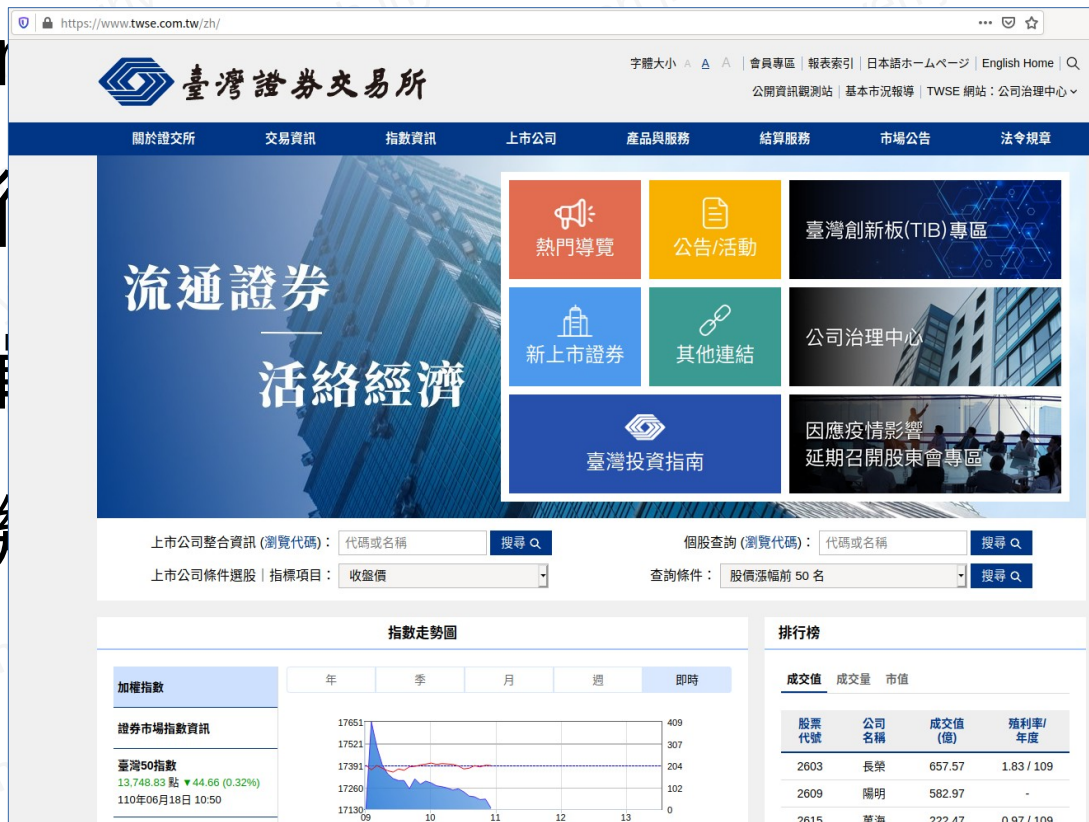 https://www.twse.com.tw/zh/
臺灣證券交易所
字體大小 A A A | 會員專區 | 報表索引 | 日本語ホームページ | English Home |
公開資訊觀測站 | 基本市況報導 | TWSE 網站：公司治理中心
關於證交所 交易資訊 指數資訊 上市公司 產品與服務 結算服務 市場公告 法令規章
流通證券
活絡經濟
熱門導覽
公告/活動
臺灣創新板(TIB)專區
新上市證券
其他連結
公司治理中心
臺灣投資指南
因應疫情影響
延期召開股東會專區
上市公司整合資訊 (瀏覽代碼)： 代碼或名稱 搜尋
個股查詢 (瀏覽代碼)： 代碼或名稱 搜尋
上市公司條件選股｜指標項目： 收盤價
查詢條件： 股價漲幅前 50 名 搜尋
指數走勢圖
加權指數
證券市場指數資訊
臺灣50指數
13,748.83 點 ▼44.66 (0.32%)
110年06月18日 10:50
年 季 月 週 即時
17651 409
17521 307
17391 204
17260 102
17130 0
09 10 11 12 13
排行榜
成交值 成交量 市值
股票代號 公司名稱 成交值(億) 殖利率/年度
2603 長榮 657.57 1.83 / 109
2609 陽明 582.97 -
2615 萬海 222.47 0.97 / 109